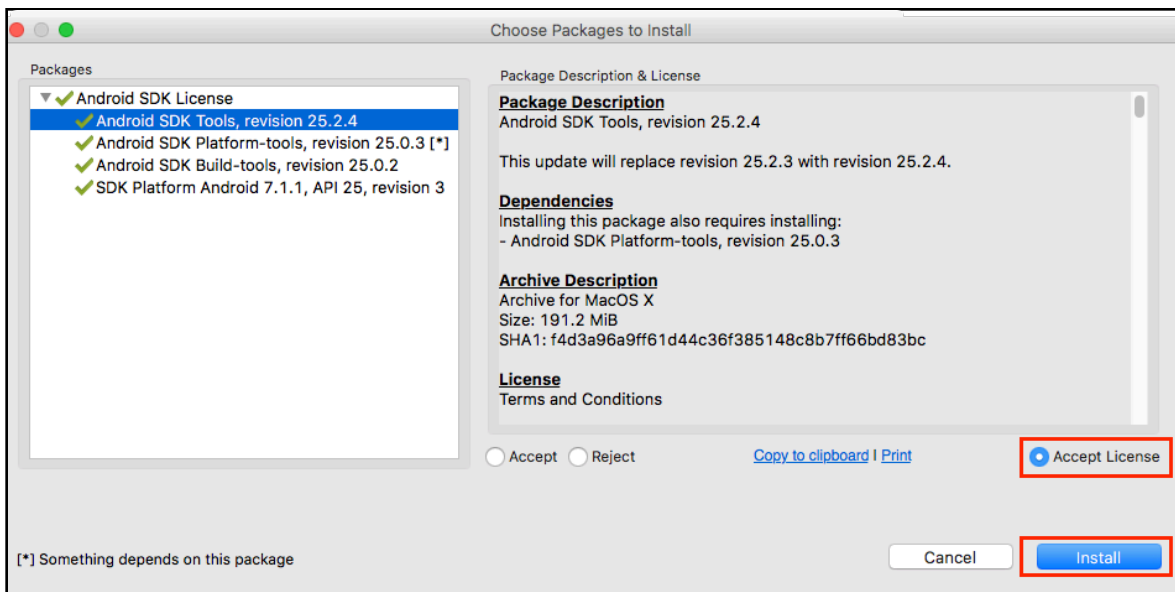 Choose Packages to Install
Packages
Android SDK License
Android SDK Tools, revision 25.2.4
Android SDK Platform-tools, revision 25.0.3 [*]
Android SDK Build-tools, revision 25.0.2
SDK Platform Android 7.1.1, API 25, revision 3
Package Description & License
Package Description
Android SDK Tools, revision 25.2.4
This update will replace revision 25.2.3 with revision 25.2.4.
Dependencies
Installing this package also requires installing:
- Android SDK Platform-tools, revision 25.0.3
Archive Description
Archive for MacOS X
Size: 191.2 MiB
SHA1: f4d3a96a9ff61d44c36f385148c8b7ff66bd83bc
License
Terms and Conditions
Accept Reject Copy to clipboard | Print Accept License
[*] Something depends on this package Cancel Install